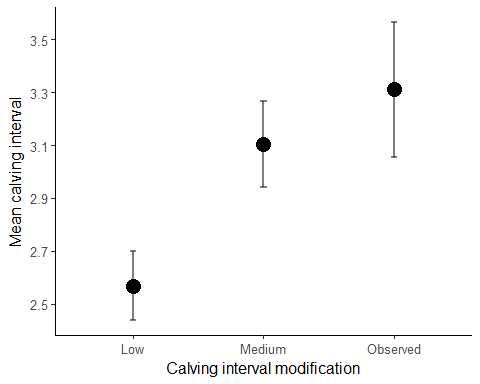 Mean calving interval
3.5
3.3
3.1
2.9
2.7
2.5
Low Medium Observed
Calving interval modification